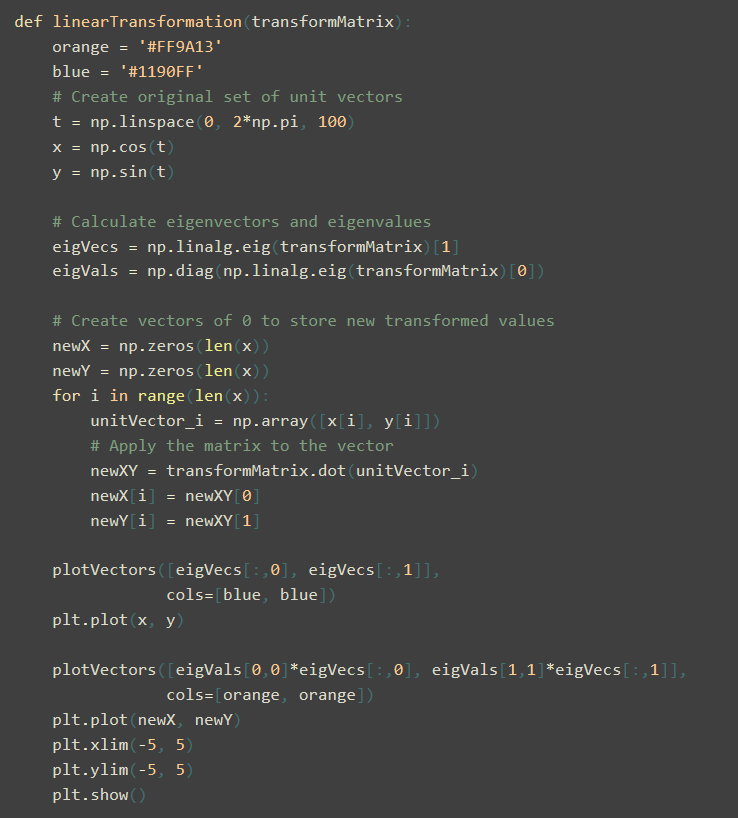 def linearTransformation(transformMatrix):
    orange = '#FF9A13'
    blue = '#1190FF'
    # Create original set of unit vectors
    t = np.linspace(0, 2*np.pi, 100)
    x = np.cos(t)
    y = np.sin(t)

    # Calculate eigenvectors and eigenvalues
    eigVecs = np.linalg.eig(transformMatrix)[1]
    eigVals = np.diag(np.linalg.eig(transformMatrix)[0])

    # Create vectors of 0 to store new transformed values
    newX = np.zeros(len(x))
    newY = np.zeros(len(x))
    for i in range(len(x)):
        unitVector_i = np.array([x[i], y[i]])
        # Apply the matrix to the vector
        newXY = transformMatrix.dot(unitVector_i)
        newX[i] = newXY[0]
        newY[i] = newXY[1]

    plotVectors([eigVecs[:,0], eigVecs[:,1]],
                cols=[blue, blue])
    plt.plot(x, y)

    plotVectors([eigVals[0,0]*eigVecs[:,0], eigVals[1,1]*eigVecs[:,1]],
                cols=[orange, orange])
    plt.plot(newX, newY)
    plt.xlim(-5, 5)
    plt.ylim(-5, 5)
    plt.show()